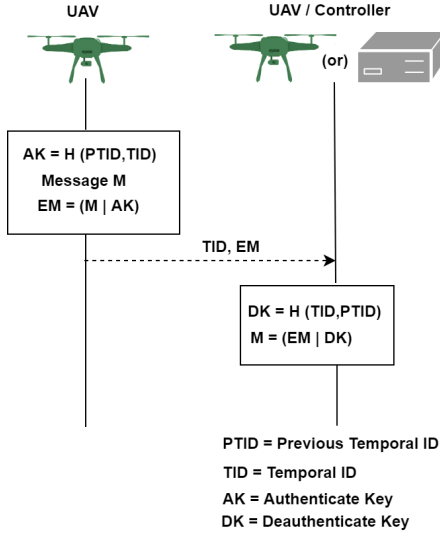 UAV
UAV / Controller
(or)
AK = H (PTID,TID)
Message M
EM = (M | AK)
TID, EM
DK = H (TID,PTID)
M = (EM | DK)
PTID = Previous Temporal ID
TID = Temporal ID
AK = Authenticate Key
DK = Deauthenticate Key